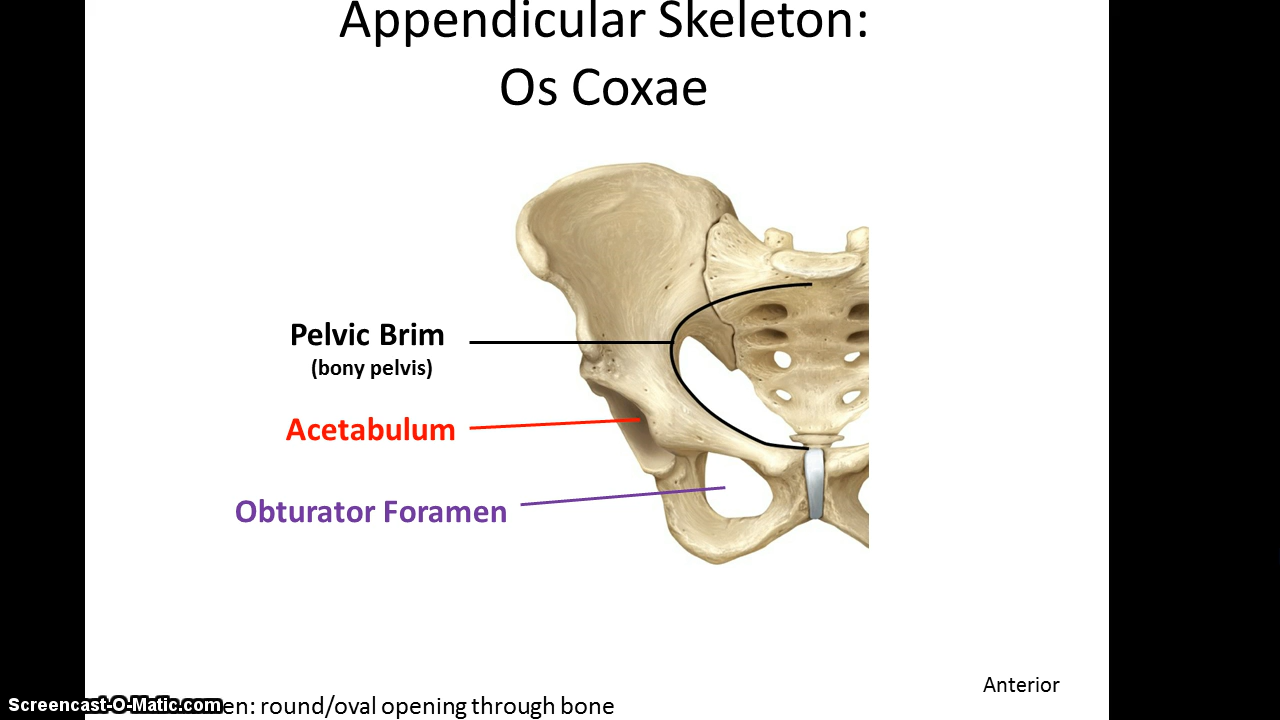 Appendicular Skeleton:
Os Coxae
Pelvic Brim
(bony pelvis)
Acetabulum
Obturator Foramen
Anterior
Screencast-O-Matic.com
round/oval opening through bone